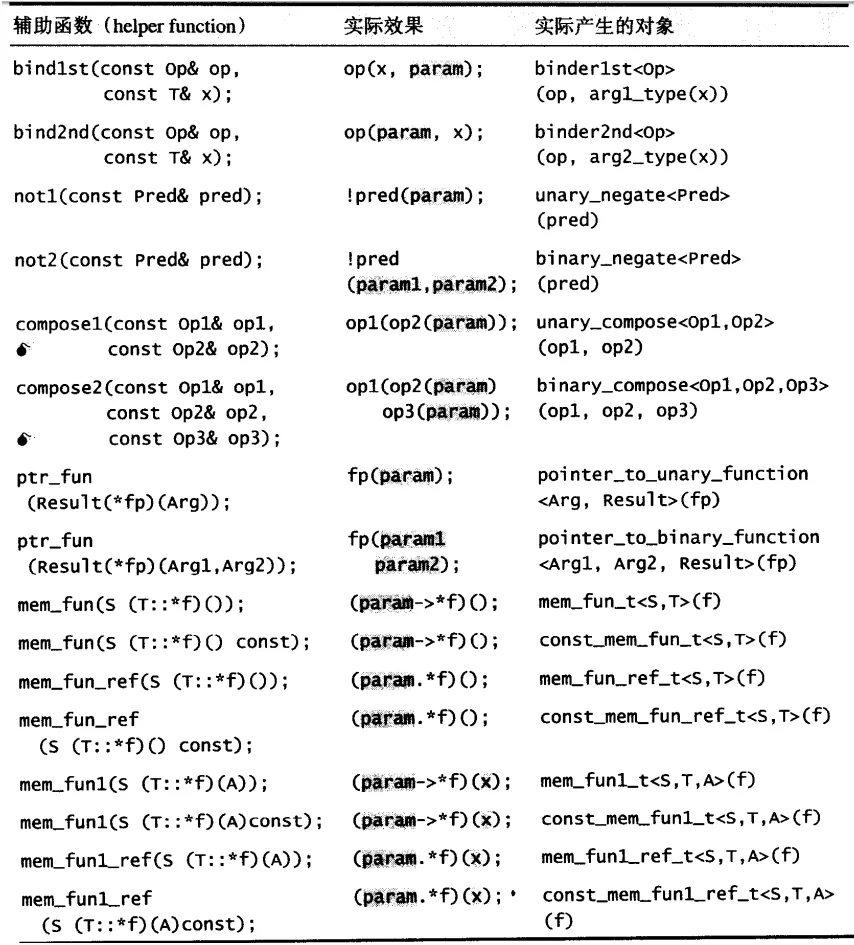 辅助函数（helper function） 实际效果 实际产生的对象
bind1st(const Op& op, op(x, param); binder1st<Op>
const T& x); (op, arg1_type(x))
bind2nd(const Op& op, op(param, x); binder2nd<Op>
const T& x); (op, arg2_type(x))
not1(const Pred& pred); !pred(param); unary_negate<Pred>
(pred)
not2(const Pred& pred); !pred binary_negate<Pred>
(param1,param2); (pred)
compose1(const Op1& op1, op1(op2(param)); unary_compose<Op1,Op2>
const Op2& op2); (op1, op2)
compose2(const Op1& op1, op1(op2(param) binary_compose<Op1,Op2,Op3>
const Op2& op2, op3(param)); (op1, op2, op3)
const Op3& op3);
ptr_fun fp(param); pointer_to_unary_function
(Result(*fp)(Arg)); <Arg, Result>(fp)
ptr_fun fp(param1 pointer_to_binary_function
(Result(*fp)(Arg1,Arg2)); param2); <Arg1, Arg2, Result>(fp)
mem_fun(S (T::*f)()); (param->*f)(); mem_fun_t<S,T>(f)
mem_fun(S (T::*f)() const); (param->*f)(); const_mem_fun_t<S,T>(f)
mem_fun_ref(S (T::*f)()); (param.*f)(); mem_fun_ref_t<S,T>(f)
mem_fun_ref (param.*f)(); const_mem_fun_ref_t<S,T>(f)
(S (T::*f)() const);
mem_fun1(S (T::*f)(A)); (param->*f)(x); mem_fun1_t<S,T,A>(f)
mem_fun1(S (T::*f)(A)const); (param->*f)(x); const_mem_fun1_t<S,T,A>(f)
mem_fun1_ref(S (T::*f)(A)); (param.*f)(x); mem_fun1_ref_t<S,T,A>(f)
mem_fun1_ref (param.*f)(x); const_mem_fun1_ref_t<S,T,A>
(S (T::*f)(A)const); (f)